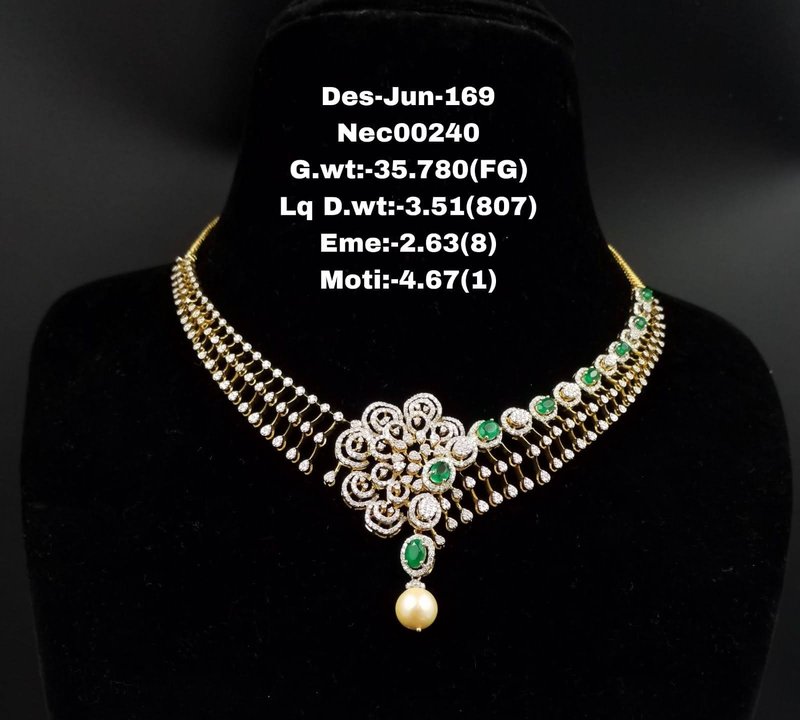 Des-Jun-169
Nec00240
G.wt:-35.780(FG)
Lq D.wt:-3.51(807)
Eme:-2.63(8)
Moti:-4.67(1)